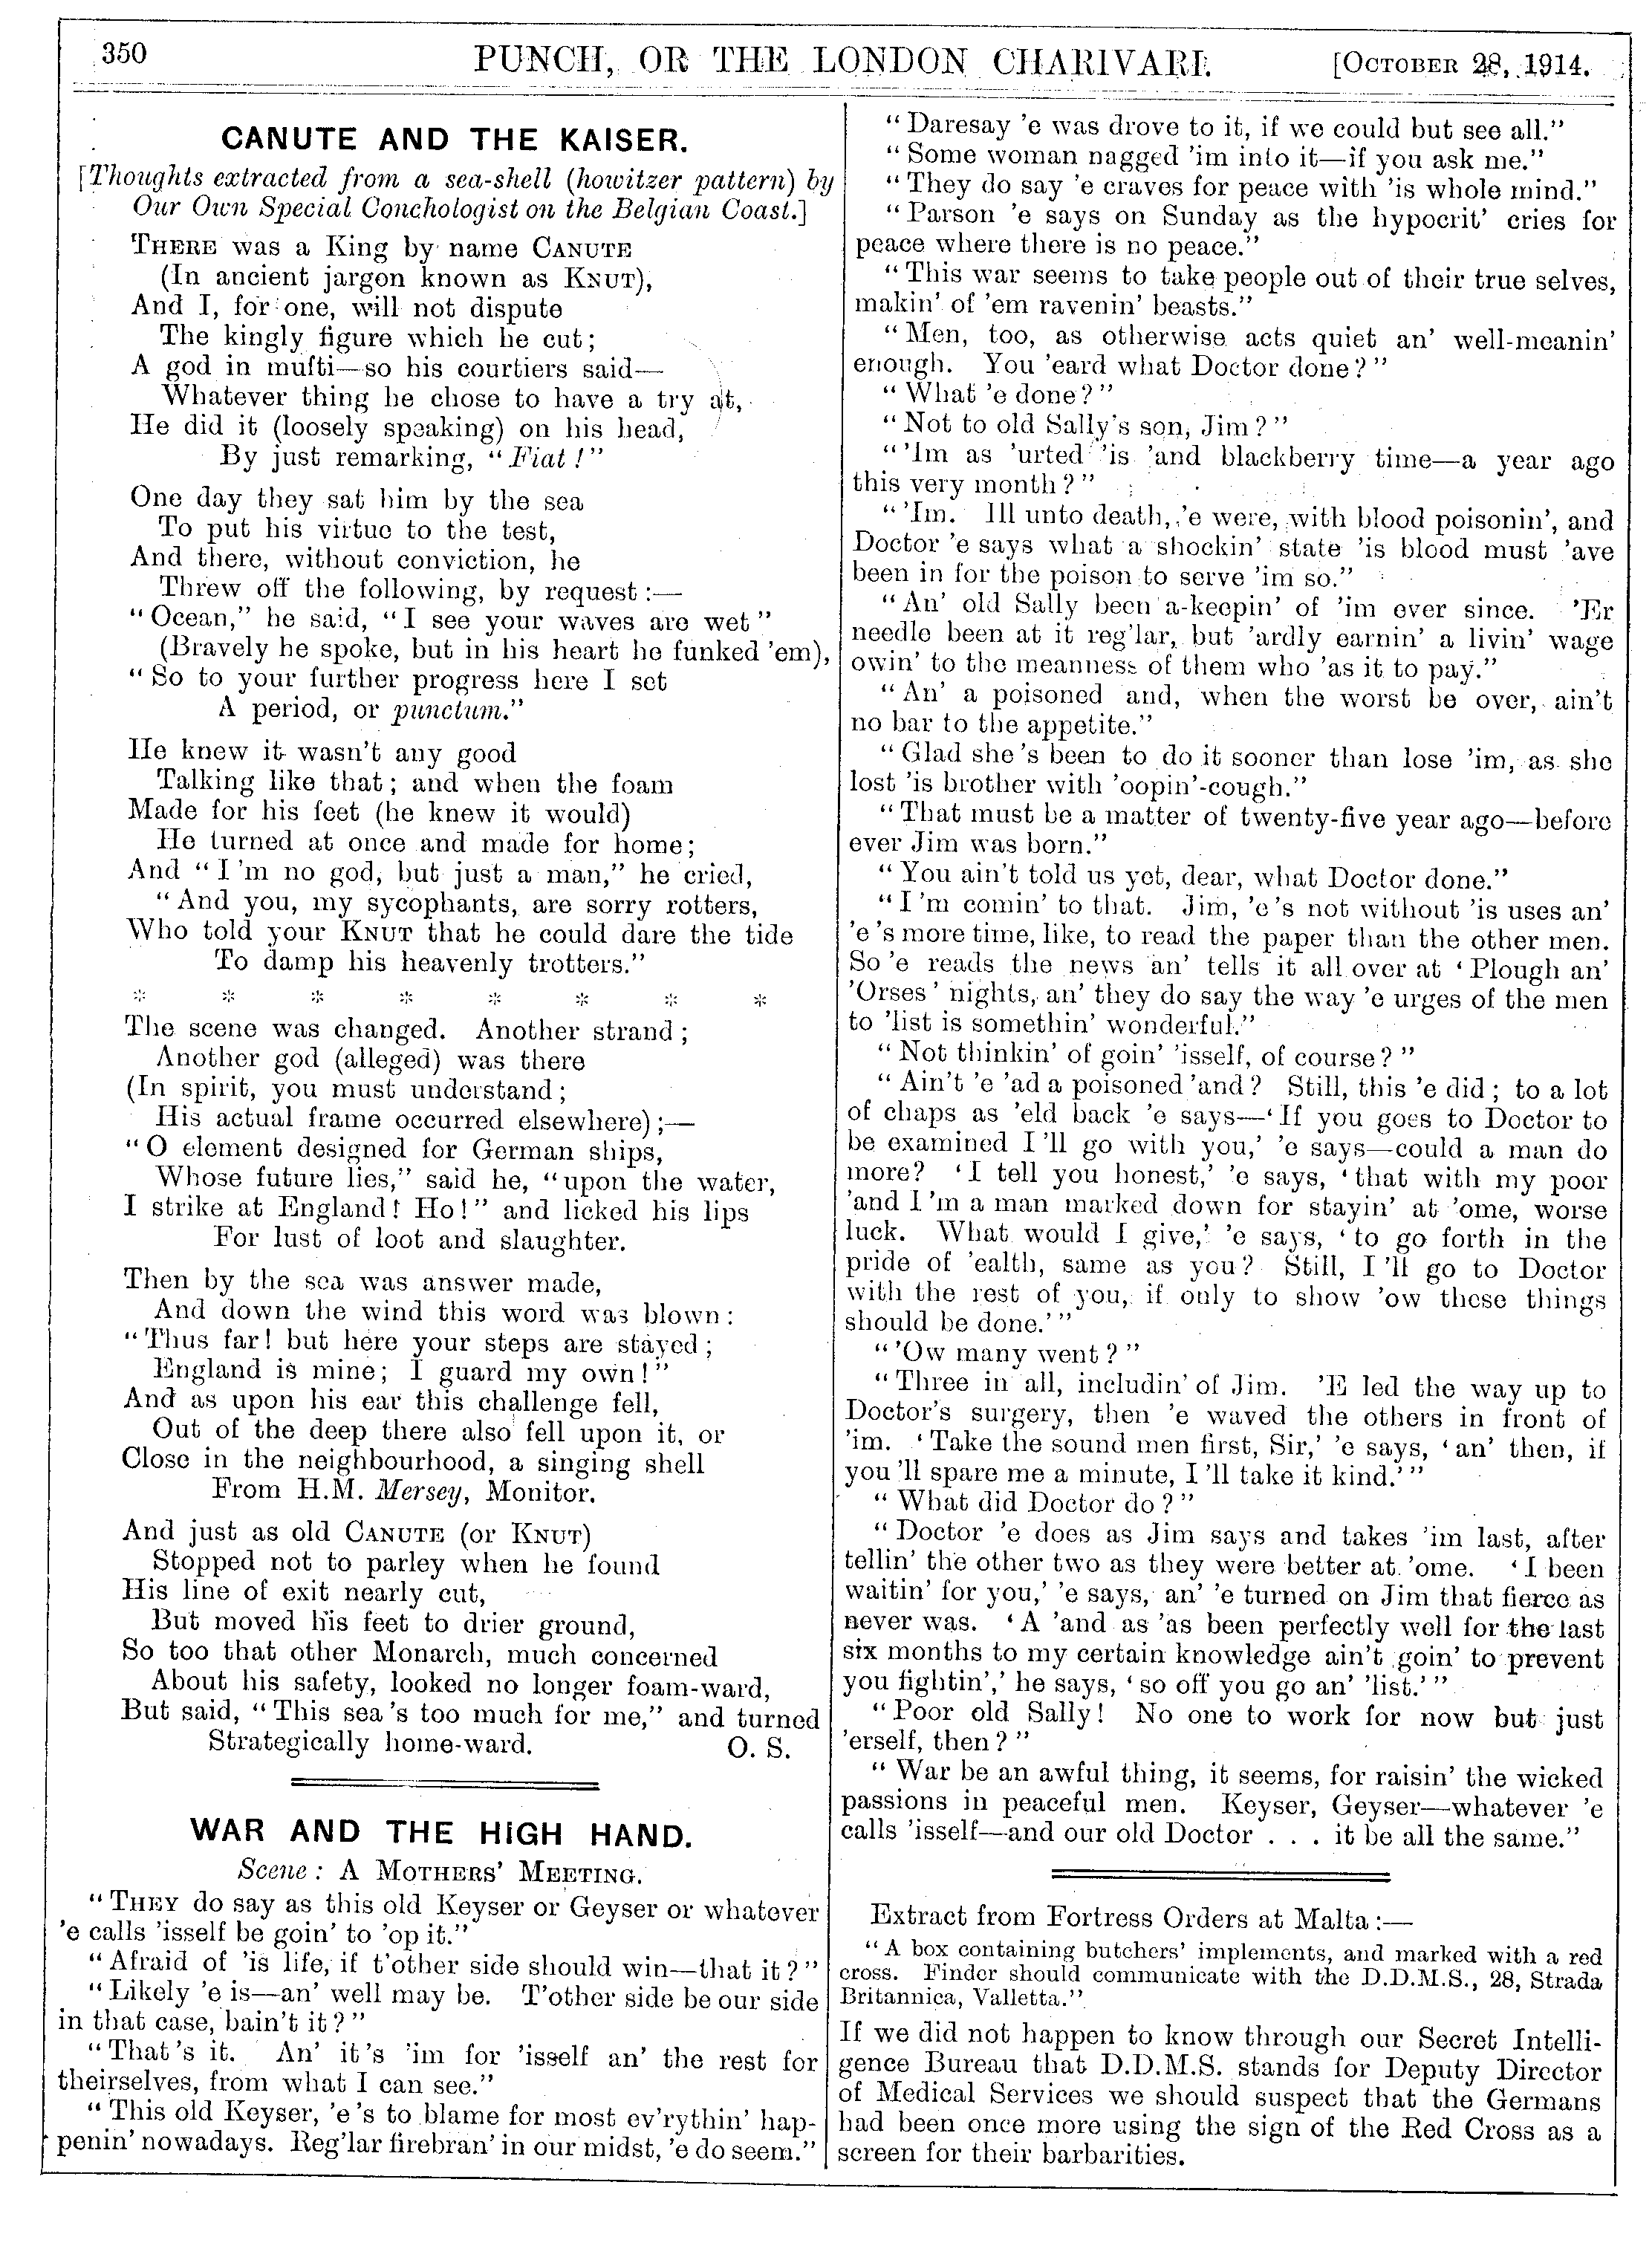 350
PUNCH, OR THE LONDON CHARIVARI.
[OCTOBER 28, 1914.
CANUTE AND THE KAISER.
[Thoughts extracted from a sea-shell (howitzer pattern) by
Our Own Special Conchologist on the Belgian Coast.]
THERE was a King by name CANUTE
(In ancient jargon known as KNUT),
And I, for one, will not dispute
The kingly figure which he cut;
A god in mufti—so his courtiers said—
Whatever thing he chose to have a try at,
He did it (loosely speaking) on his head,
By just remarking, "Fiat!"
One day they sat him by the sea
To put his virtue to the test,
And there, without conviction, he
Threw off the following, by request:—
"Ocean," he said, "I see your waves are wet"
(Bravely he spoke, but in his heart he funked 'em),
"So to your further progress here I set
A period, or punctum."
He knew it wasn't any good
Talking like that; and when the foam
Made for his feet (he knew it would)
He turned at once and made for home;
And "I'm no god, but just a man," he cried,
"And you, my sycophants, are sorry rotters,
Who told your KNUT that he could dare the tide
To damp his heavenly trotters."
* * * * * * * *
The scene was changed. Another strand;
Another god (alleged) was there
(In spirit, you must understand;
His actual frame occurred elsewhere);—
"O element designed for German ships,
Whose future lies," said he, "upon the water,
I strike at England! Ho!" and licked his lips
For lust of loot and slaughter.
Then by the sea was answer made,
And down the wind this word was blown:
"Thus far! but here your steps are stayed;
England is mine; I guard my own!"
And as upon his ear this challenge fell,
Out of the deep there also fell upon it, or
Close in the neighbourhood, a singing shell
From H.M. Mersey, Monitor.
And just as old CANUTE (or KNUT)
Stopped not to parley when he found
His line of exit nearly cut,
But moved his feet to drier ground,
So too that other Monarch, much concerned
About his safety, looked no longer foam-ward,
But said, "This sea's too much for me," and turned
Strategically home-ward. O. S.
WAR AND THE HIGH HAND.
Scene: A MOTHERS' MEETING.
"THEY do say as this old Keyser or Geyser or whatever
'e calls 'isself be goin' to 'op it."
"Afraid of 'is life, if t'other side should win—that it?"
"Likely 'e is—an' well may be. T'other side be our side
in that case, bain't it?"
"That's it. An' it's 'im for 'isself an' the rest for
theirselves, from what I can see."
"This old Keyser, 'e's to blame for most ev'rythin' hap-
penin' nowadays. Reg'lar firebran' in our midst, 'e do seem."
"Daresay 'e was drove to it, if we could but see all."
"Some woman nagged 'im into it—if you ask me."
"They do say 'e craves for peace with 'is whole mind."
"Parson 'e says on Sunday as the hypocrit' cries for
peace where there is no peace."
"This war seems to take people out of their true selves,
makin' of 'em ravenin' beasts."
"Men, too, as otherwise acts quiet an' well-meanin'
enough. You 'eard what Doctor done?"
"What 'e done?"
"Not to old Sally's son, Jim?"
"'Im as 'urted 'is 'and blackberry time—a year ago
this very month?"
"'Im. Ill unto death, 'e were, with blood poisonin', and
Doctor 'e says what a shockin' state 'is blood must 'ave
been in for the poison to serve 'im so."
"An' old Sally been a-keepin' of 'im ever since. 'Er
needle been at it reg'lar, but 'ardly earnin' a livin' wage
owin' to the meanness of them who 'as it to pay."
"An' a poisoned 'and, when the worst be over, ain't
no bar to the appetite."
"Glad she's been to do it sooner than lose 'im, as she
lost 'is brother with 'oopin'-cough."
"That must be a matter of twenty-five year ago—before
ever Jim was born."
"You ain't told us yet, dear, what Doctor done."
"I'm comin' to that. Jim, 'e's not without 'is uses an'
'e's more time, like, to read the paper than the other men.
So 'e reads the news an' tells it all over at 'Plough an'
'Orses' nights, an' they do say the way 'e urges of the men
to 'list is somethin' wonderful."
"Not thinkin' of goin' 'isself, of course?"
"Ain't 'e 'ad a poisoned 'and? Still, this 'e did; to a lot
of chaps as 'eld back 'e says—'If you goes to Doctor to
be examined I'll go with you,' 'e says—could a man do
more? 'I tell you honest,' 'e says, 'that with my poor
'and I'm a man marked down for stayin' at 'ome, worse
luck. What would I give,' 'e says, 'to go forth in the
pride of 'ealth, same as you? Still, I'll go to Doctor
with the rest of you, if only to show 'ow these things
should be done.'"
"'Ow many went?"
"Three in all, includin' of Jim. 'E led the way up to
Doctor's surgery, then 'e waved the others in front of
'im. 'Take the sound men first, Sir,' 'e says, 'an' then, if
you'll spare me a minute, I'll take it kind.'"
"What did Doctor do?"
"Doctor 'e does as Jim says and takes 'im last, after
tellin' the other two as they were better at 'ome. 'I been
waitin' for you,' 'e says, an' 'e turned on Jim that fierce as
never was. 'A 'and as 'as been perfectly well for the last
six months to my certain knowledge ain't goin' to prevent
you fightin',' he says, 'so off you go an' 'list.'"
"Poor old Sally! No one to work for now but just
'erself, then?"
"War be an awful thing, it seems, for raisin' the wicked
passions in peaceful men. Keyser, Geyser—whatever 'e
calls 'isself—and our old Doctor . . . it be all the same."
Extract from Fortress Orders at Malta:—
"A box containing butchers' implements, and marked with a red
cross. Finder should communicate with the D.D.M.S., 28, Strada
Britannica, Valletta."
If we did not happen to know through our Secret Intelli-
gence Bureau that D.D.M.S. stands for Deputy Director
of Medical Services we should suspect that the Germans
had been once more using the sign of the Red Cross as a
screen for their barbarities.